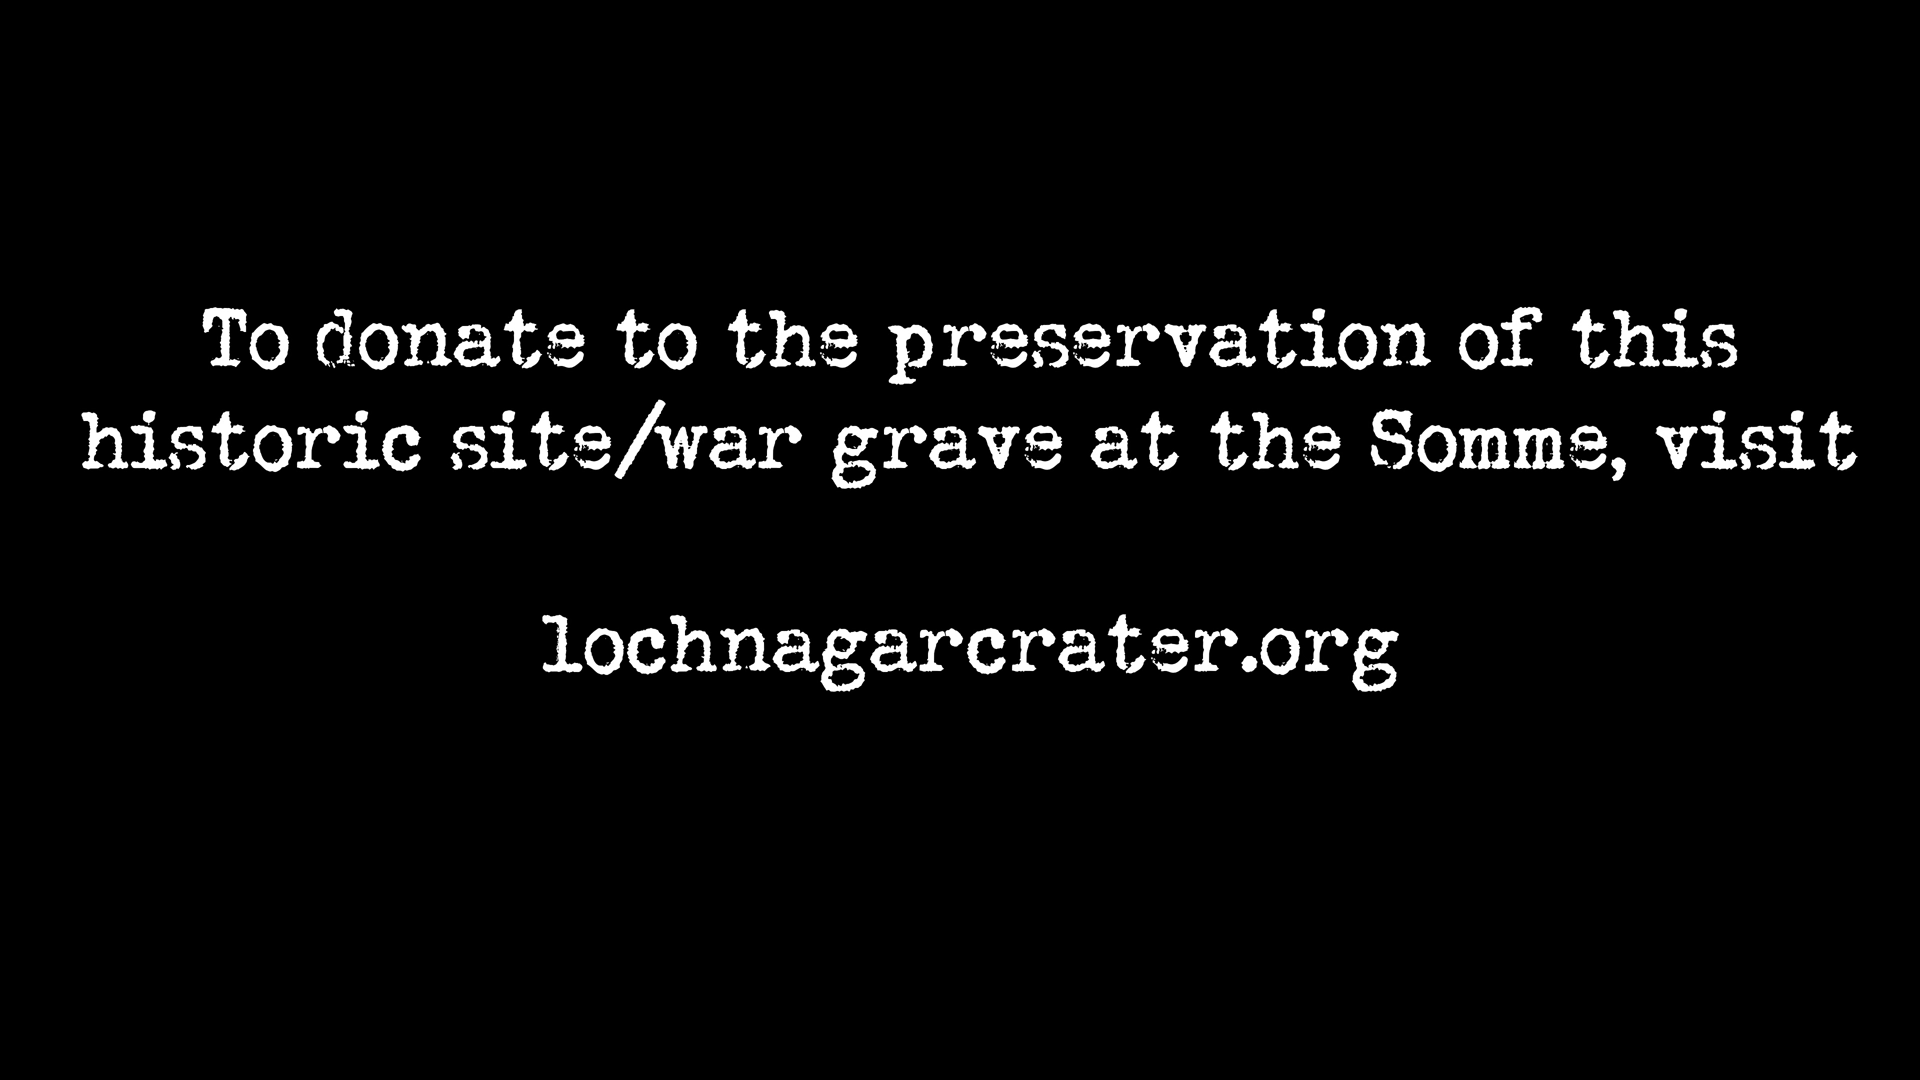 To donate to the preservation of this
historic site/war grave at the Somme, visit
lochnagarcrater.org